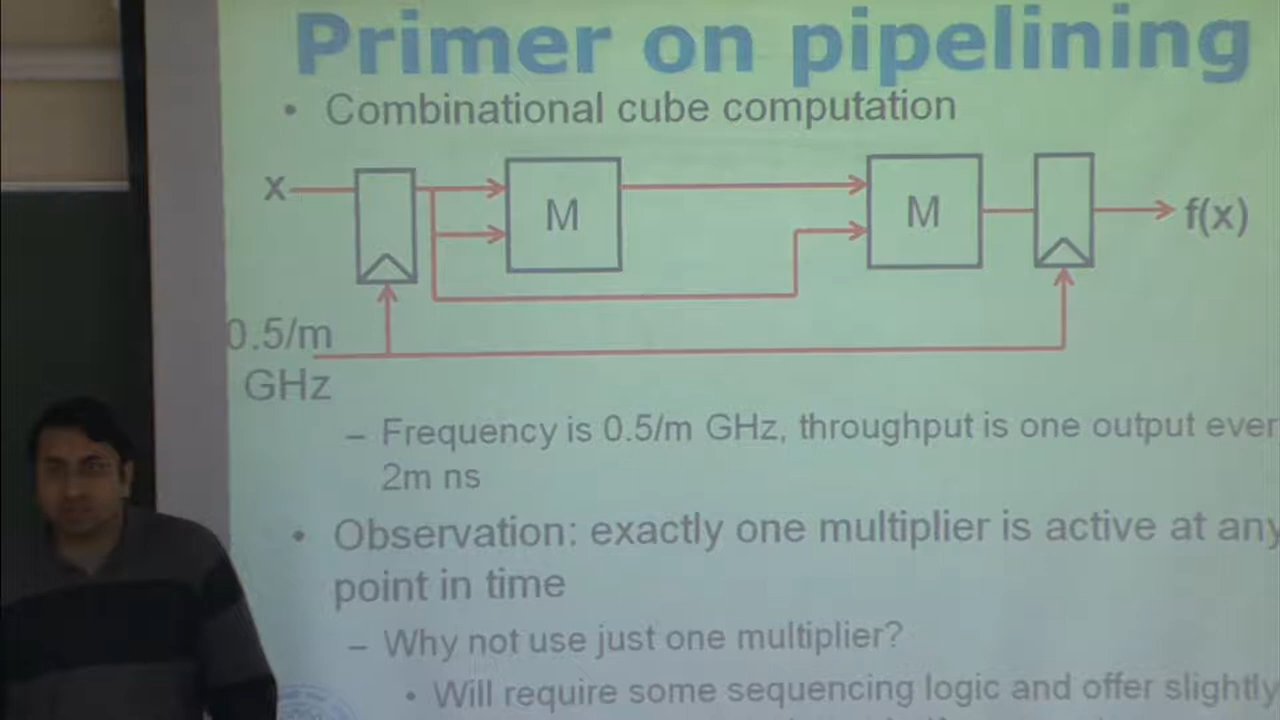 Primer on pipelining
• Combinational cube computation
x
M
M
f(x)
0.5/m
GHz
– Frequency is 0.5/m GHz, throughput is one output ever
2m ns
• Observation: exactly one multiplier is active at any
point in time
– Why not use just one multiplier?
• Will require some sequencing logic and offer slightly